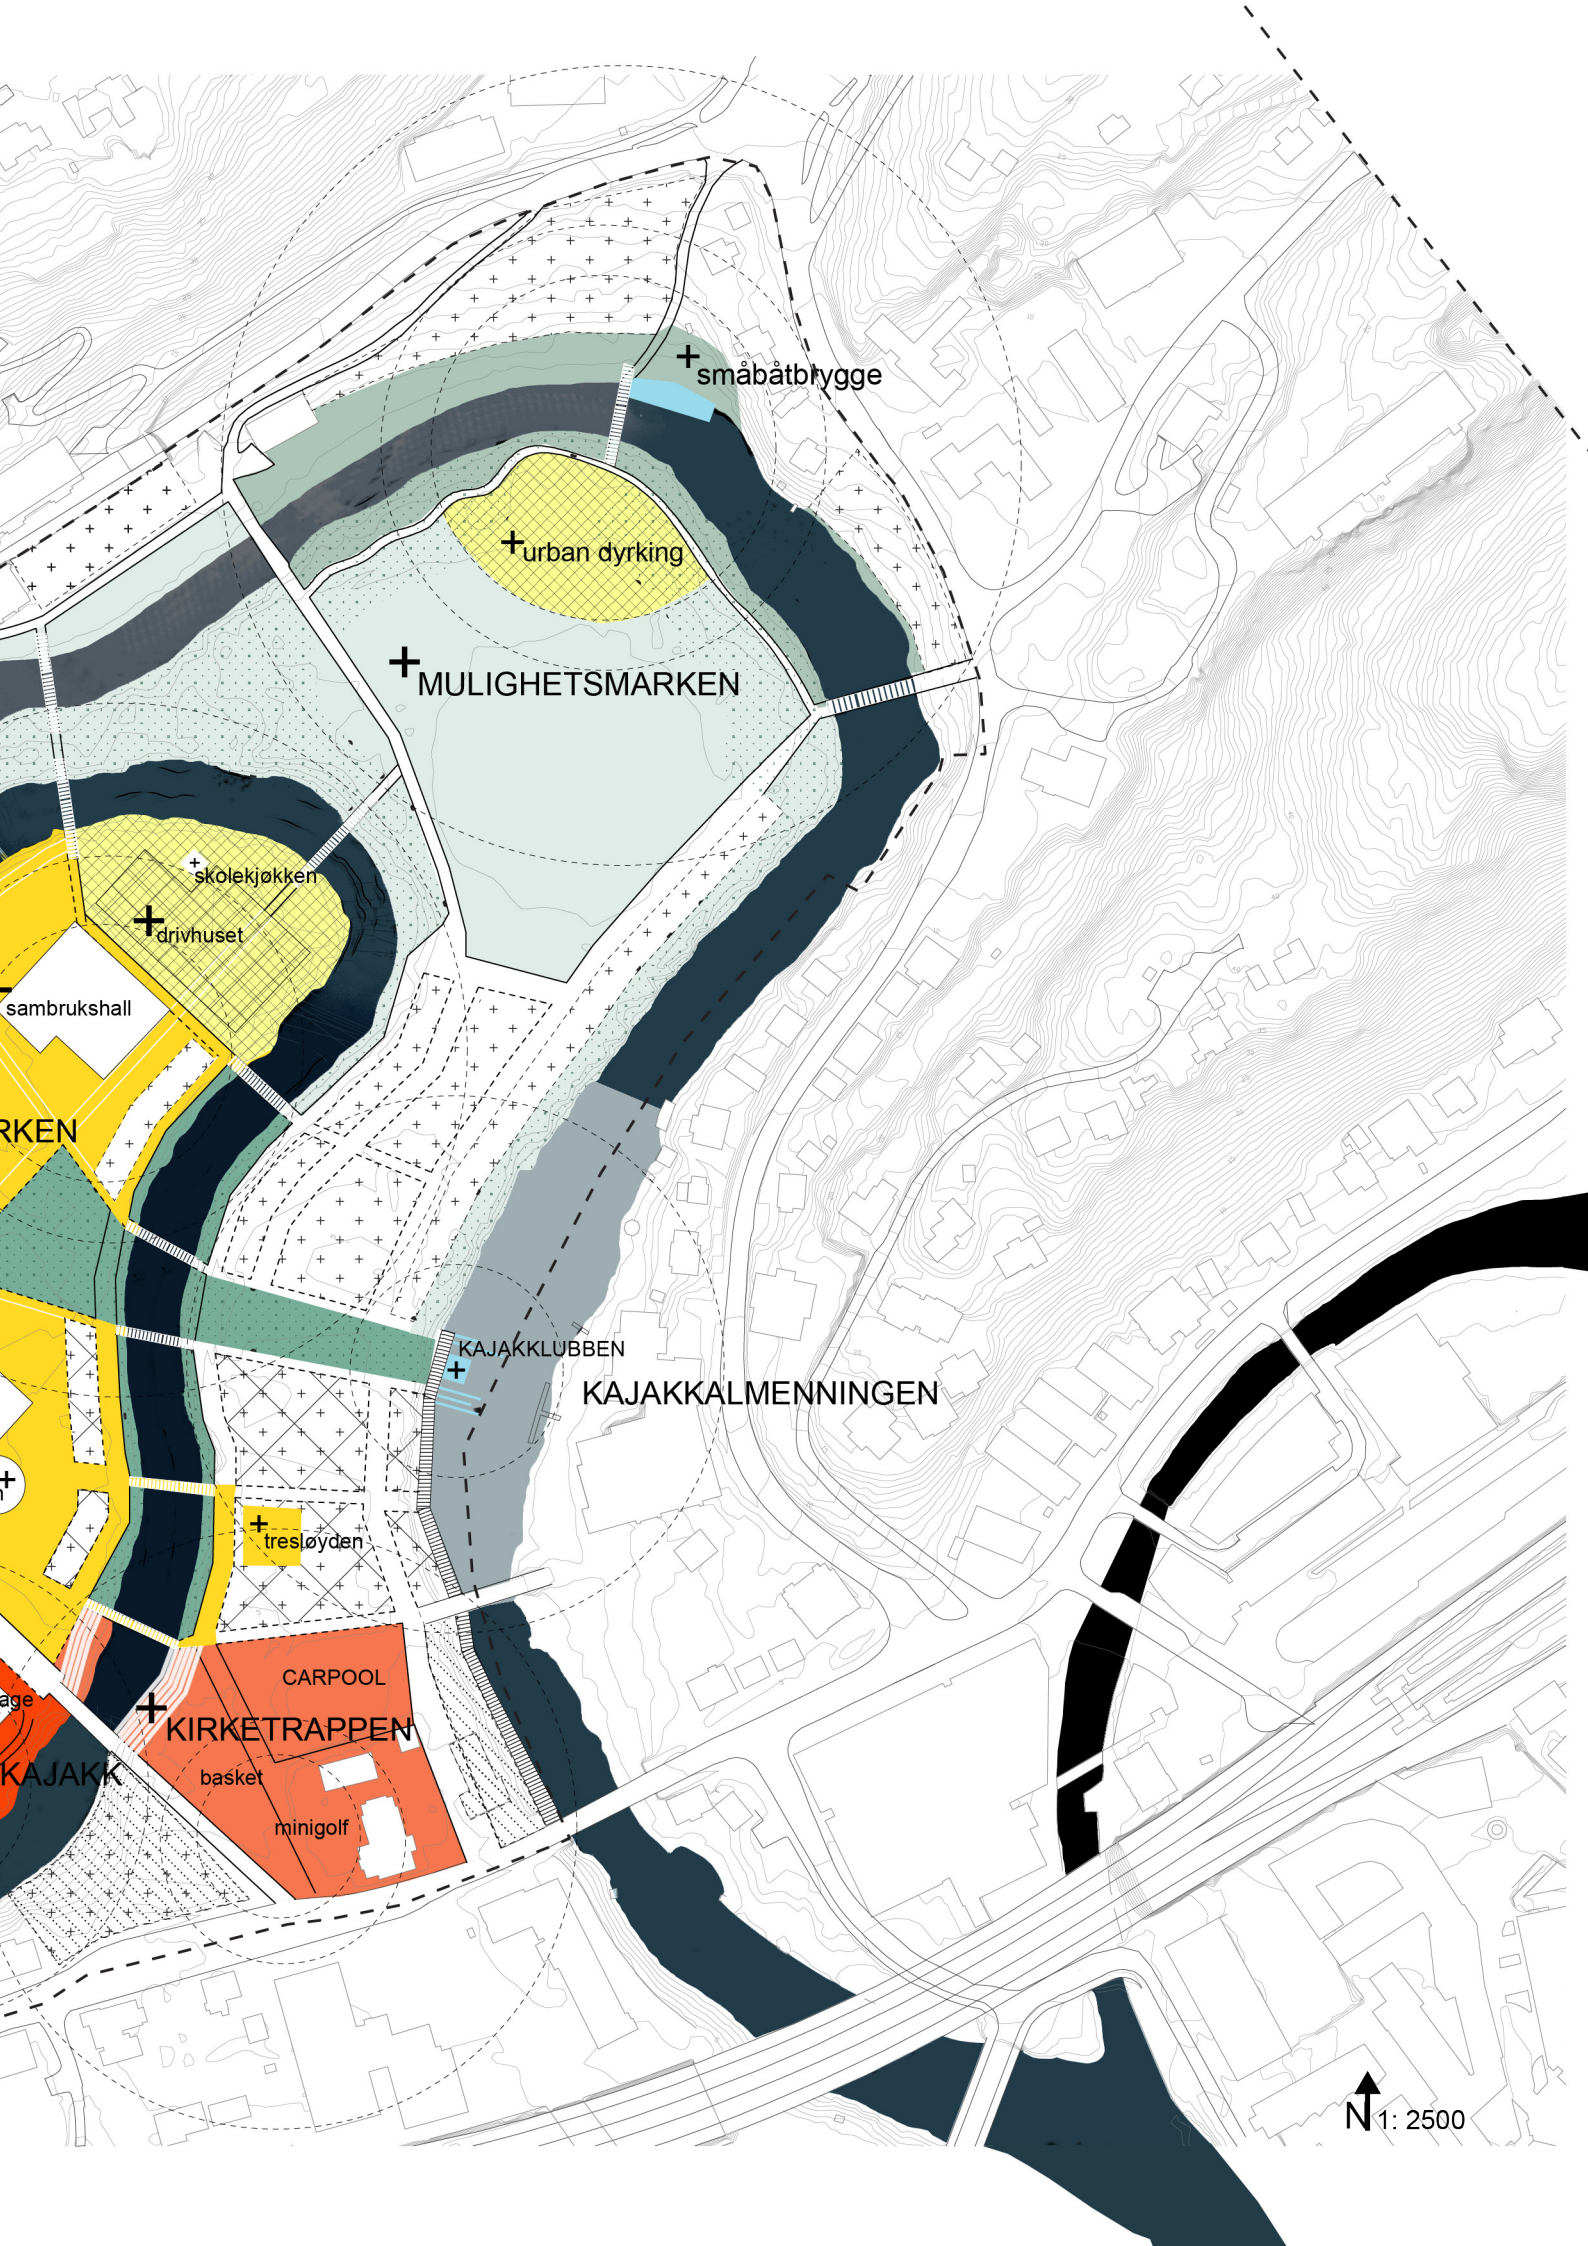 småbåtbrygge
urban dyrking
MULIGHETSMARKEN
skolekjøkken
drivhuset
sambrukshall
RKEN
KAJAKKLUBBEN
KAJAKKALMENNINGEN
tresløyden
CARPOOL
age
KIRKETRAPPEN
KAJAKK
basket
minigolf
N 1: 2500